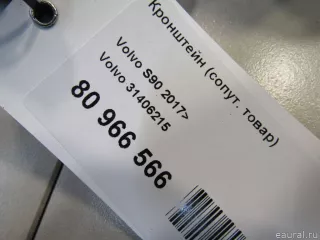 Кронштейн (сопут. товар)
Volvo S90 2017>
Volvo 31406215
80 966 566
eaural.ru